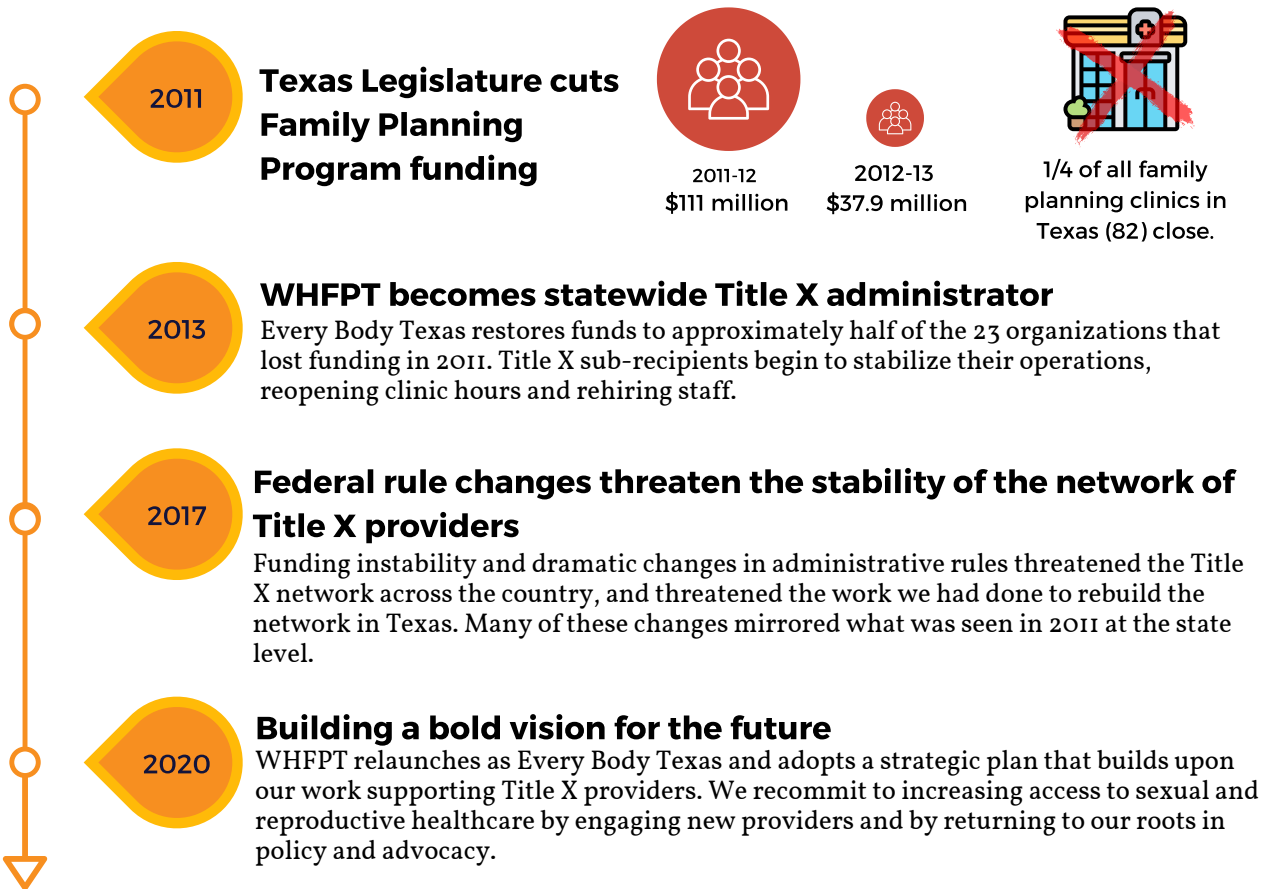 2011
Texas Legislature cuts
Family Planning
Program funding
2011-12
$111 million
2012-13
$37.9 million
1/4 of all family
planning clinics in
Texas (82) close.
2013
WHFPT becomes statewide Title X administrator
Every Body Texas restores funds to approximately half of the 23 organizations that
lost funding in 2011. Title X sub-recipients begin to stabilize their operations,
reopening clinic hours and rehiring staff.
2017
Federal rule changes threaten the stability of the network of
Title X providers
Funding instability and dramatic changes in administrative rules threatened the Title
X network across the country, and threatened the work we had done to rebuild the
network in Texas. Many of these changes mirrored what was seen in 2011 at the state
level.
2020
Building a bold vision for the future
WHFPT relaunches as Every Body Texas and adopts a strategic plan that builds upon
our work supporting Title X providers. We recommit to increasing access to sexual and
reproductive healthcare by engaging new providers and by returning to our roots in
policy and advocacy.